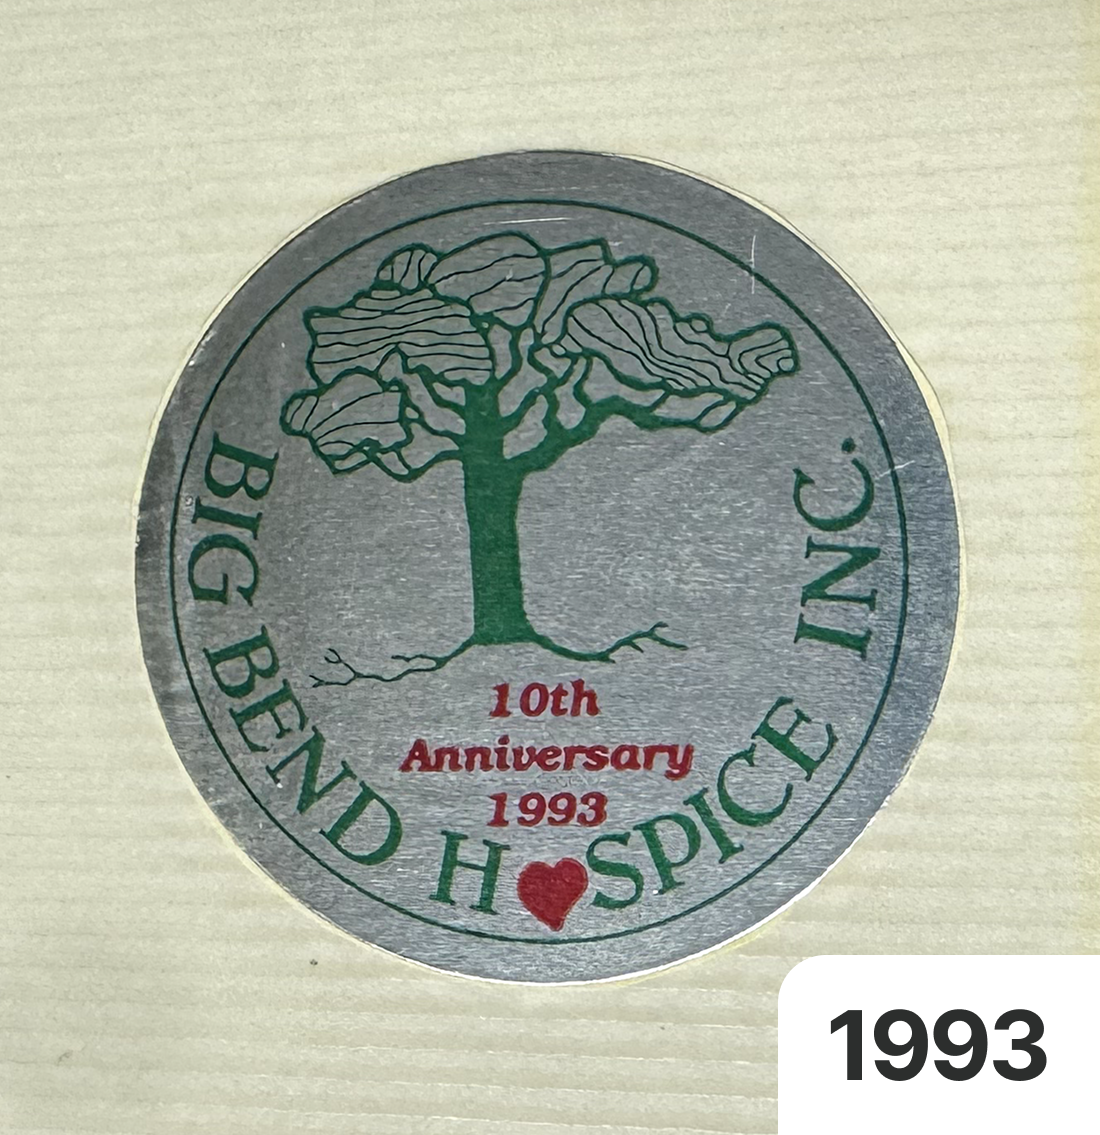 10th
Anniversary
1993
BIG BEND H♥SPICE INC.
1993